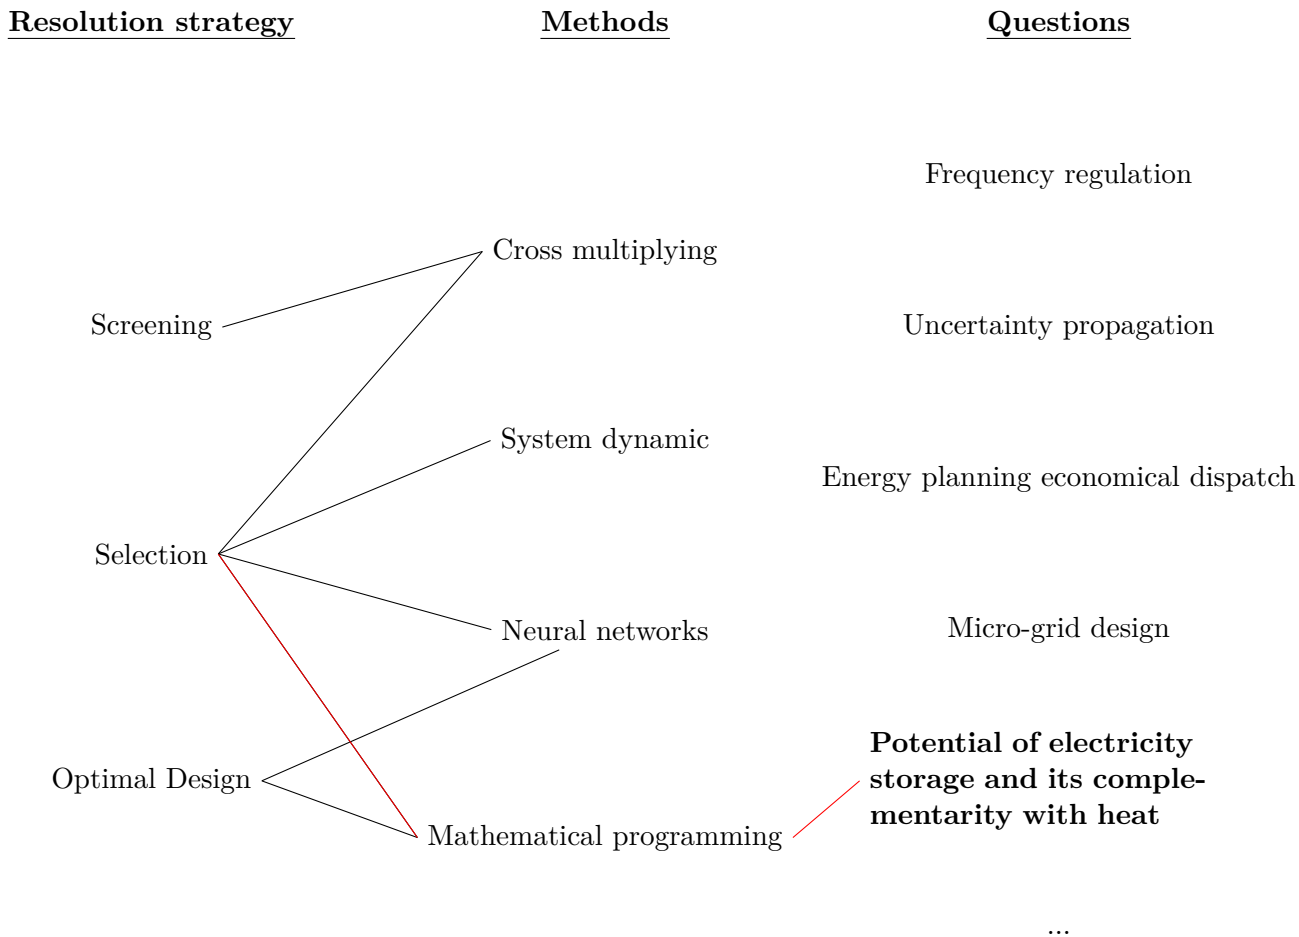 Resolution strategy
Methods
Questions
Frequency regulation
Cross multiplying
Screening
Uncertainty propagation
System dynamic
Energy planning economical dispatch
Selection
Neural networks
Micro-grid design
Potential of electricity
storage and its comple-
mentarity with heat
Optimal Design
Mathematical programming
...